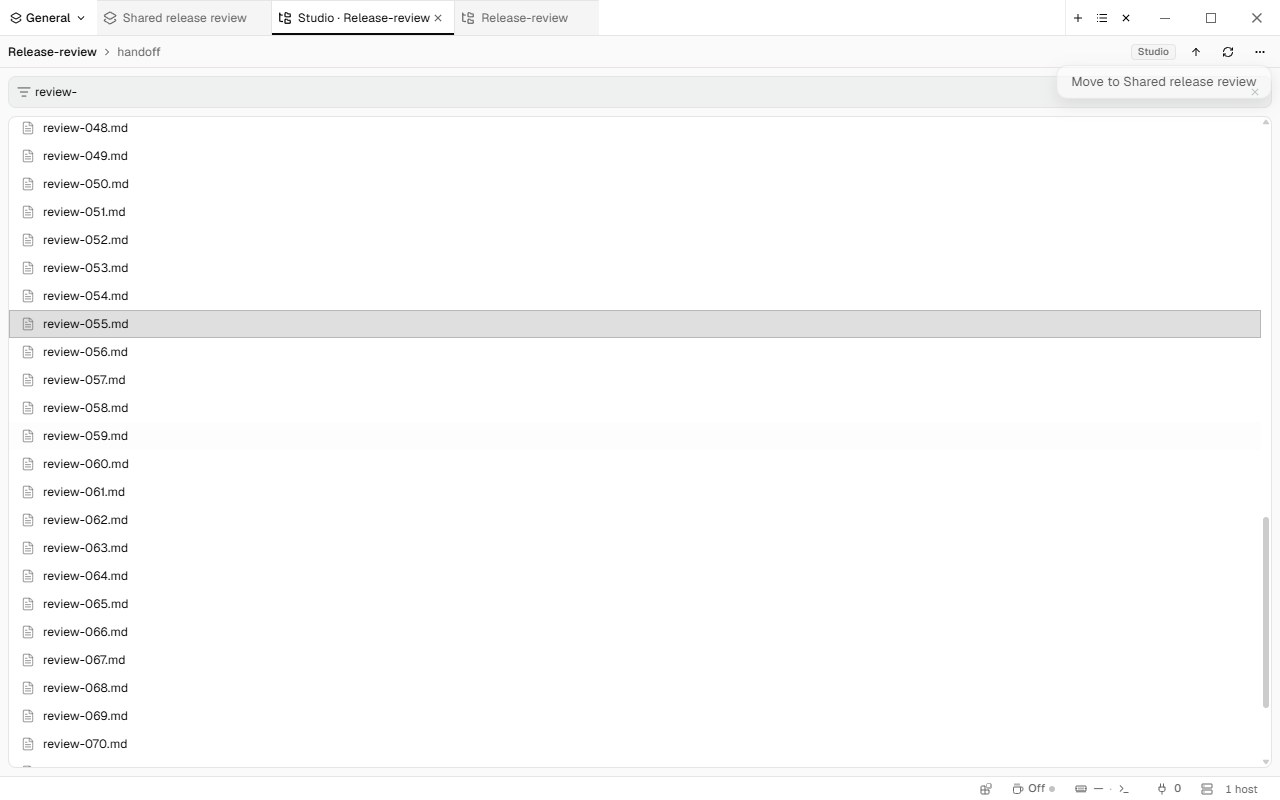 General
Shared release review
Studio · Release-review
Release-review
Release-review > handoff
Studio
Move to Shared release review
review-
review-048.md
review-049.md
review-050.md
review-051.md
review-052.md
review-053.md
review-054.md
review-055.md
review-056.md
review-057.md
review-058.md
review-059.md
review-060.md
review-061.md
review-062.md
review-063.md
review-064.md
review-065.md
review-066.md
review-067.md
review-068.md
review-069.md
review-070.md
Off
— ·
0
1 host